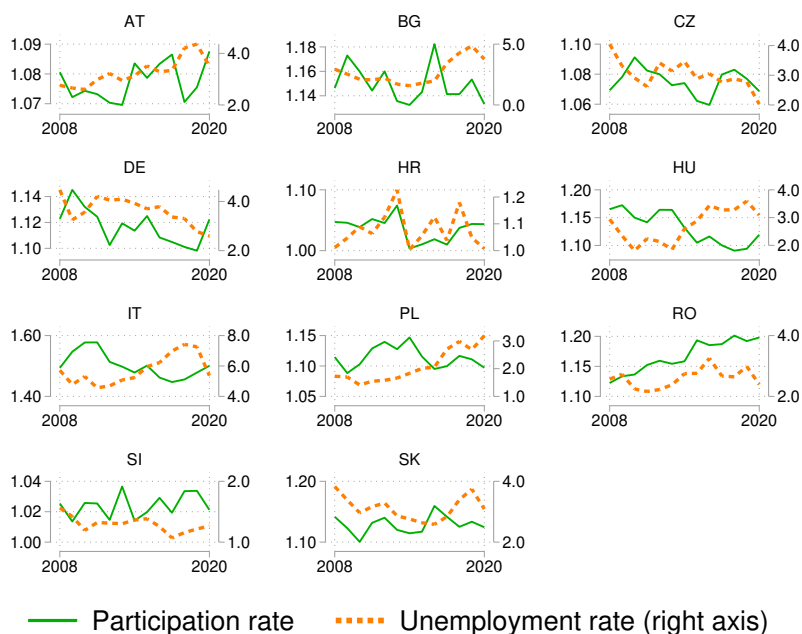 AT BG CZ
1.09 4.0 1.18 5.0 1.10 4.0
1.08 1.16 1.08 3.0
1.07 2.0 1.14 0.0 1.06 2.0
2008 2020 2008 2020 2008 2020
DE HR HU
1.14 4.0 1.10 1.2 1.20 4.0
1.12 1.1 1.15 3.0
1.10 2.0 1.00 1.0 1.10 2.0
2008 2020 2008 2020 2008 2020
IT PL RO
1.60 8.0 1.15 3.0 1.20 4.0
6.0 1.10 2.0 1.15
1.40 4.0 1.05 1.0 1.10 2.0
2008 2020 2008 2020 2008 2020
SI SK
1.04 2.0 1.20 4.0
1.02
1.00 1.0 1.10 2.0
2008 2020 2008 2020
Participation rate Unemployment rate (right axis)